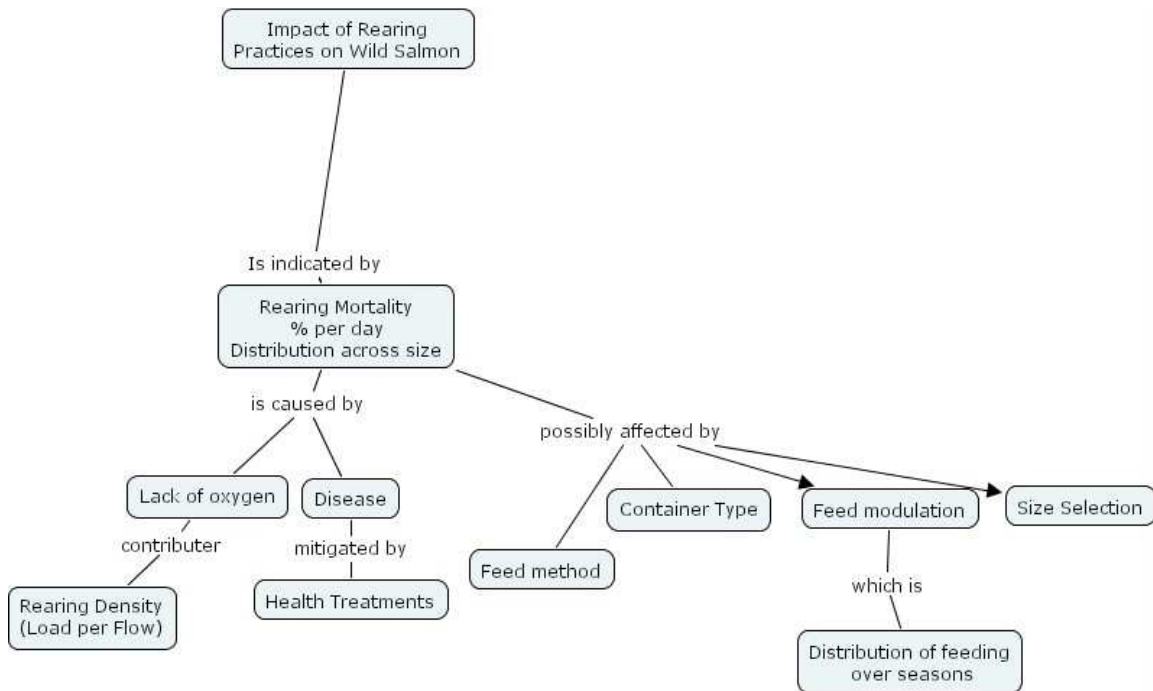 Impact of Rearing
Practices on Wild Salmon
Is indicated by
Rearing Mortality
% per day
Distribution across size
is caused by
possibly affected by
Lack of oxygen
Disease
Container Type
Feed modulation
Size Selection
contributer
mitigated by
Feed method
which is
Rearing Density
(Load per Flow)
Health Treatments
Distribution of feeding
over seasons